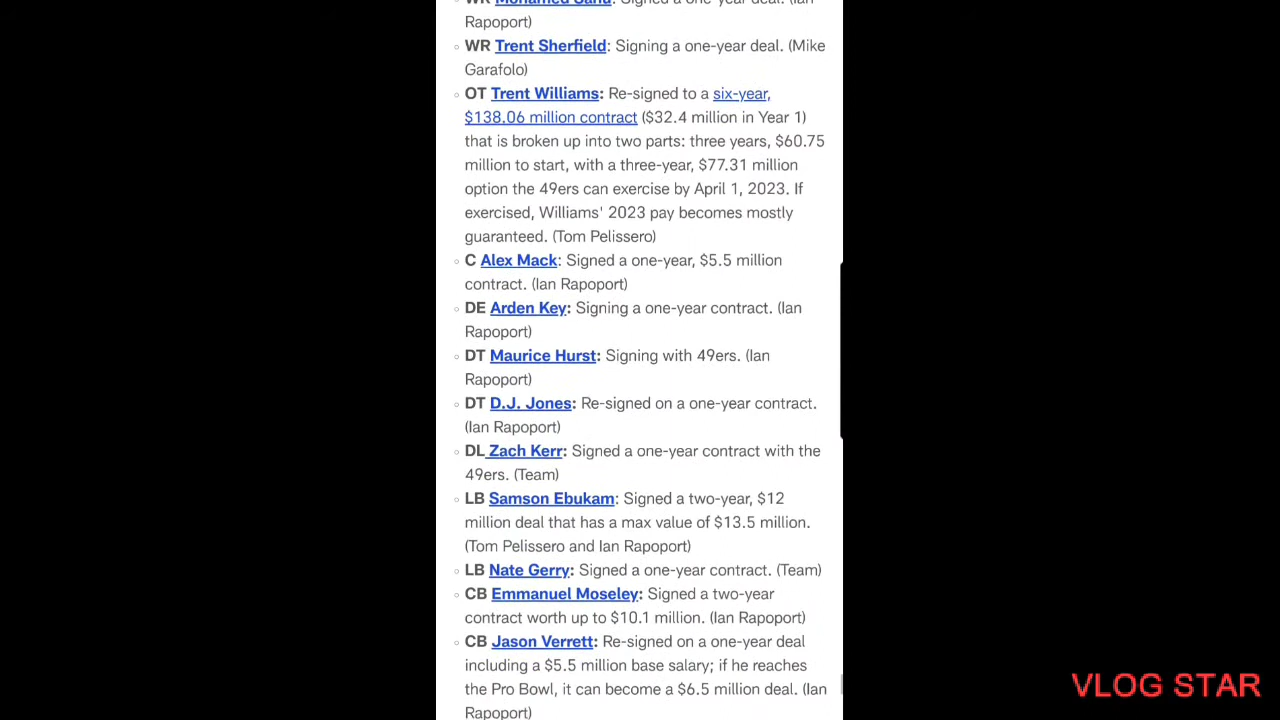 WR Mohamed Sanu: Signed a one-year deal. (Ian
Rapoport)
WR Trent Sherfield: Signing a one-year deal. (Mike
Garafolo)
OT Trent Williams: Re-signed to a six-year,
$138.06 million contract ($32.4 million in Year 1)
that is broken up into two parts: three years, $60.75
million to start, with a three-year, $77.31 million
option the 49ers can exercise by April 1, 2023. If
exercised, Williams' 2023 pay becomes mostly
guaranteed. (Tom Pelissero)
C Alex Mack: Signed a one-year, $5.5 million
contract. (Ian Rapoport)
DE Arden Key: Signing a one-year contract. (Ian
Rapoport)
DT Maurice Hurst: Signing with 49ers. (Ian
Rapoport)
DT D.J. Jones: Re-signed on a one-year contract.
(Ian Rapoport)
DL Zach Kerr: Signed a one-year contract with the
49ers. (Team)
LB Samson Ebukam: Signed a two-year, $12
million deal that has a max value of $13.5 million.
(Tom Pelissero and Ian Rapoport)
LB Nate Gerry: Signed a one-year contract. (Team)
CB Emmanuel Moseley: Signed a two-year
contract worth up to $10.1 million. (Ian Rapoport)
CB Jason Verrett: Re-signed on a one-year deal
including a $5.5 million base salary; if he reaches
the Pro Bowl, it can become a $6.5 million deal. (Ian
Rapoport)
VLOG STAR